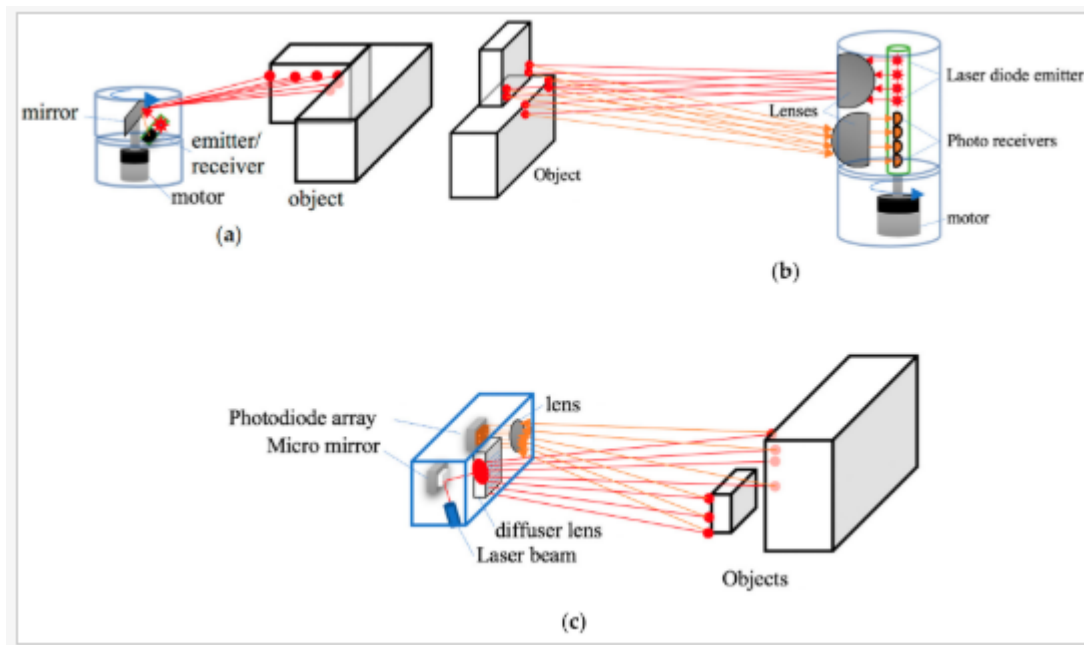 mirror
emitter/
receiver
motor
object
(a)
Object
Lenses
Laser diode emitter
Photo receivers
motor
(b)
Photodiode array
Micro mirror
lens
diffuser lens
Laser beam
Objects
(c)